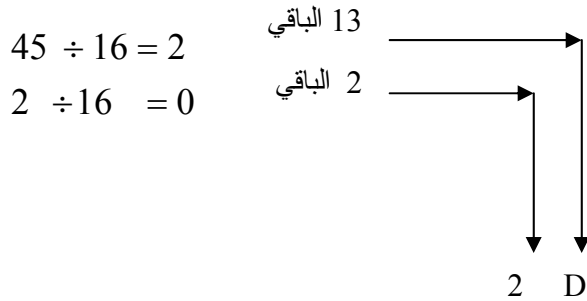 45 ÷ 16 = 2 الباقي 13
2 ÷ 16 = 0 الباقي 2
2 D